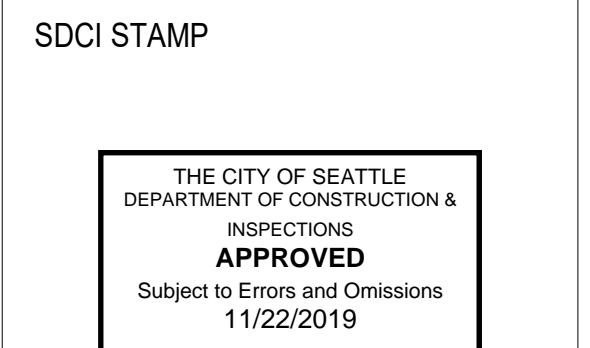 SDCI STAMP
THE CITY OF SEATTLE
DEPARTMENT OF CONSTRUCTION &
INSPECTIONS
APPROVED
Subject to Errors and Omissions
11/22/2019